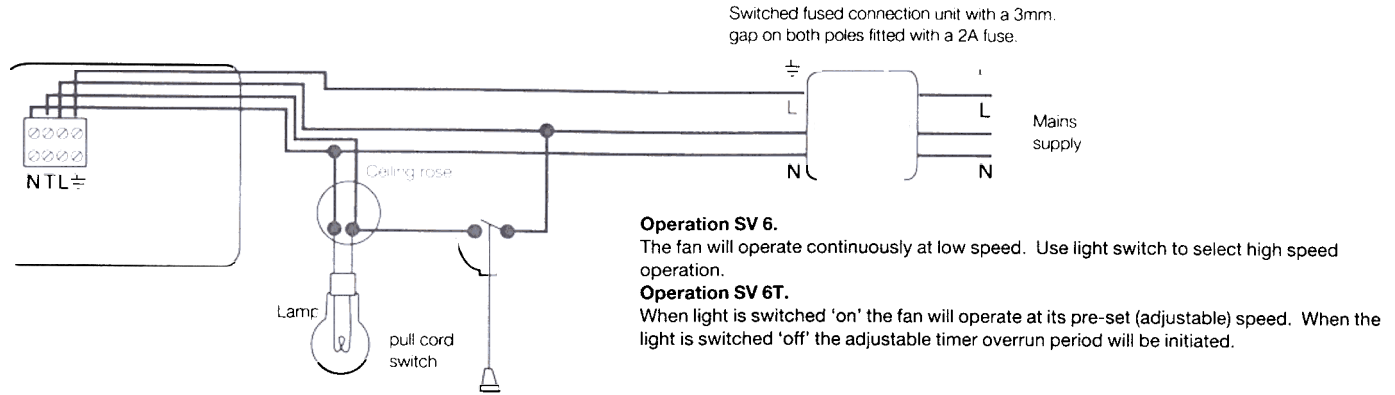 Switched fused connection unit with a 3mm.
gap on both poles fitted with a 2A fuse.
L
L
Mains
supply
N
N
N T L
Ceiling rose
Lamp
pull cord
switch
Operation SV 6.
The fan will operate continuously at low speed. Use light switch to select high speed
operation.
Operation SV 6T.
When light is switched ‘on’ the fan will operate at its pre-set (adjustable) speed. When the
light is switched ‘off’ the adjustable timer overrun period will be initiated.